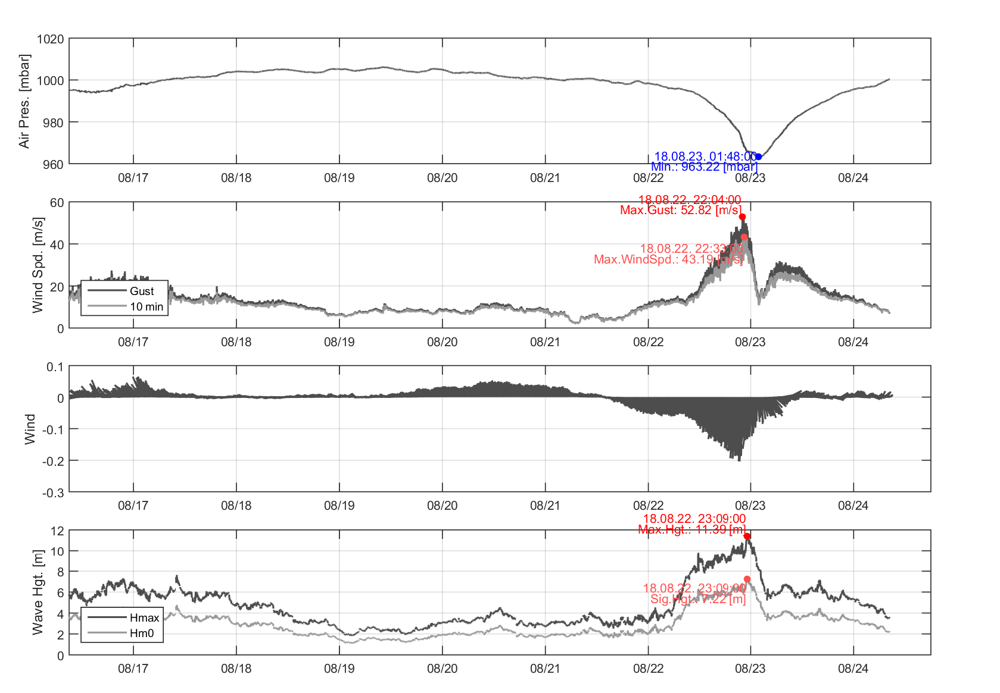 1020
1000
980
960
Air Pres. [mbar]
18.08.23. 01:48:00
Min.: 963.22 [mbar]
08/17 08/18 08/19 08/20 08/21 08/22 08/23 08/24
60
40
20
0
Wind Spd. [m/s]
18.08.22. 22:04:00
Max.Gust: 52.82 [m/s]
18.08.22. 22:33:00
Max.WindSpd.: 43.19 [m/s]
Gust
10 min
08/17 08/18 08/19 08/20 08/21 08/22 08/23 08/24
0.1
0
-0.1
-0.2
-0.3
Wind
08/17 08/18 08/19 08/20 08/21 08/22 08/23 08/24
12
10
8
6
4
2
0
Wave Hgt. [m]
18.08.22. 23:09:00
Max.Hgt.: 11.39 [m]
18.08.22. 23:09:00
Sig.Hgt.: 7.22 [m]
Hmax
Hm0
08/17 08/18 08/19 08/20 08/21 08/22 08/23 08/24